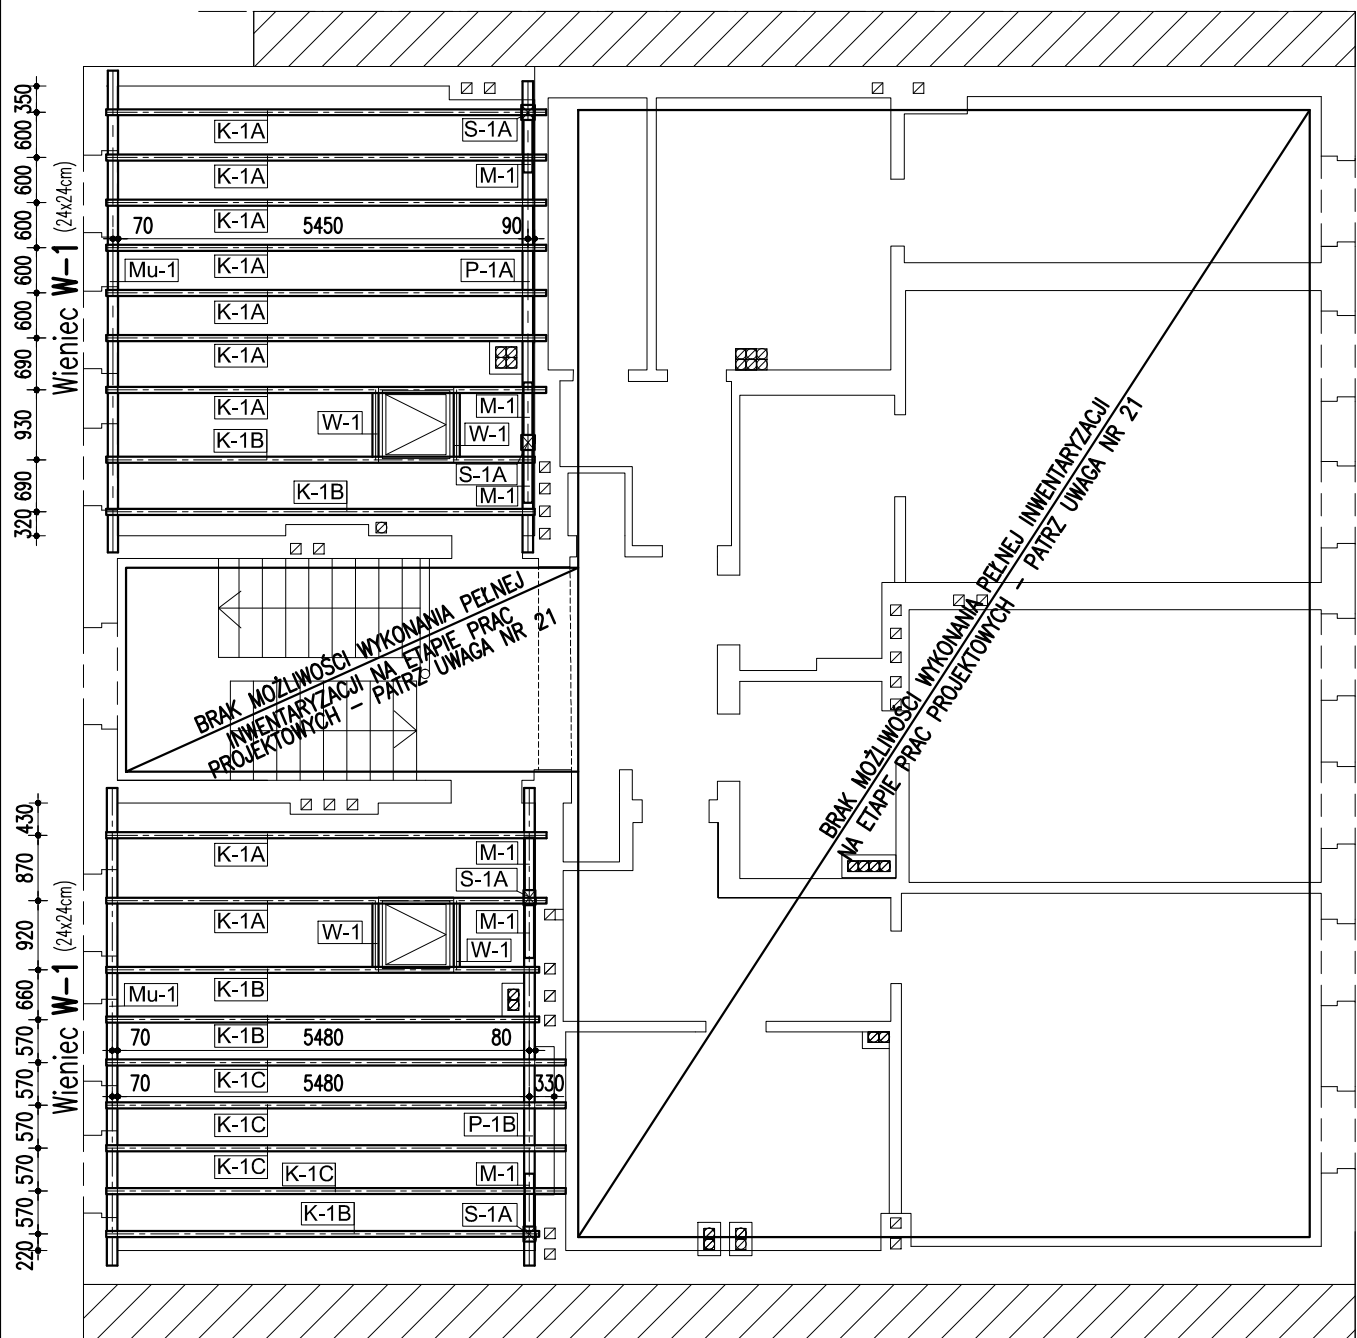 350
600
600
600
600
600
690
930
690
320
Wieniec W-1 (24x24cm)
K-1A
S-1A
K-1A
M-1
K-1A
70
5450
90
K-1A
Mu-1
P-1A
K-1A
K-1A
K-1A
M-1
W-1
W-1
K-1B
S-1A
K-1B
M-1
BRAK MOŻLIWOŚCI WYKONANIA PEŁNEJ
INWENTARYZACJI NA ETAPIE PRAC
PROJEKTOWYCH – PATRZ UWAGA NR 21
BRAK MOŻLIWOŚCI WYKONANIA PEŁNEJ INWENTARYZACJI
NA ETAPIE PRAC PROJEKTOWYCH – PATRZ UWAGA NR 21
430
870
920
660
570
570
570
570
570
220
Wieniec W-1 (24x24cm)
K-1A
M-1
S-1A
K-1A
W-1
M-1
W-1
K-1B
Mu-1
70
K-1B
5480
80
70
K-1C
5480
330
K-1C
P-1B
K-1C
K-1C
M-1
K-1B
S-1A